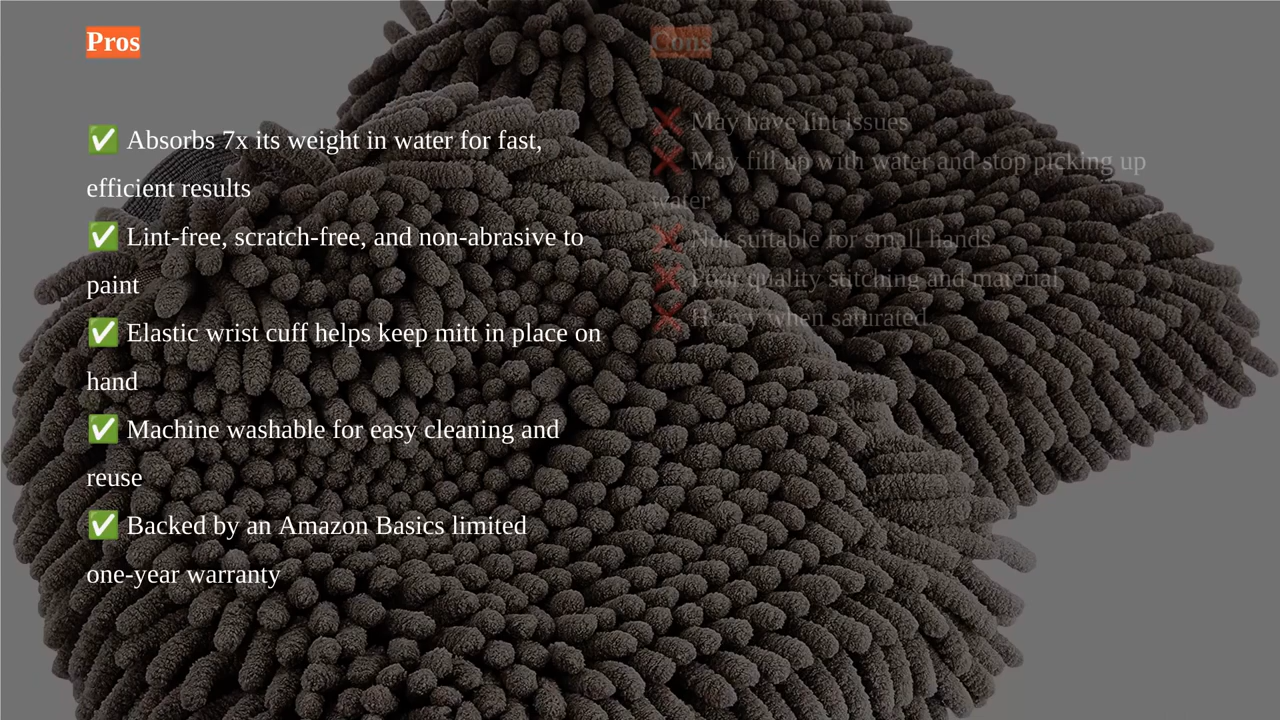 Pros
✅ Absorbs 7x its weight in water for fast,
efficient results
✅ Lint-free, scratch-free, and non-abrasive to
paint
✅ Elastic wrist cuff helps keep mitt in place on
hand
✅ Machine washable for easy cleaning and
reuse
✅ Backed by an Amazon Basics limited
one-year warranty
Cons
❌ May have lint issues
❌ May fill up with water and stop picking up
water
❌ Not suitable for small hands
❌ Poor quality stitching and material
❌ Heavy when saturated